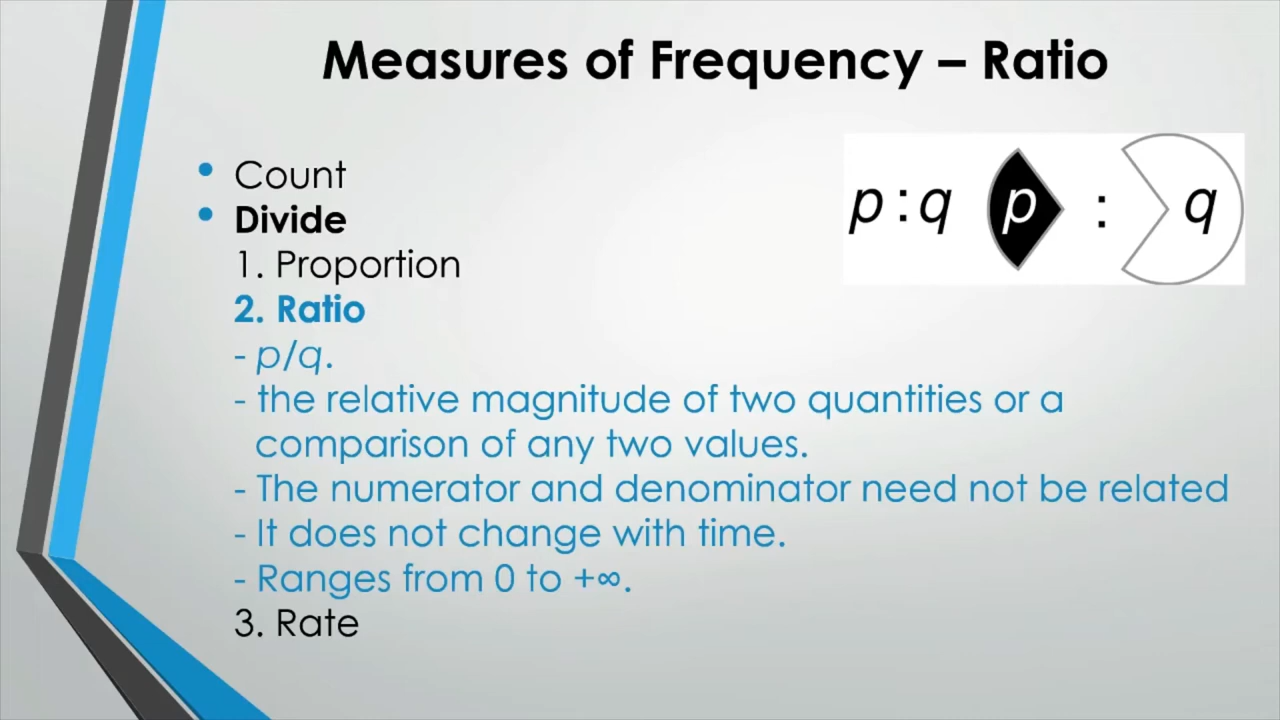 Measures of Frequency – Ratio
• Count
• Divide
1. Proportion
2. Ratio
- p/q.
- the relative magnitude of two quantities or a
comparison of any two values.
- The numerator and denominator need not be related
- It does not change with time.
- Ranges from 0 to +∞.
3. Rate
p:q p : q